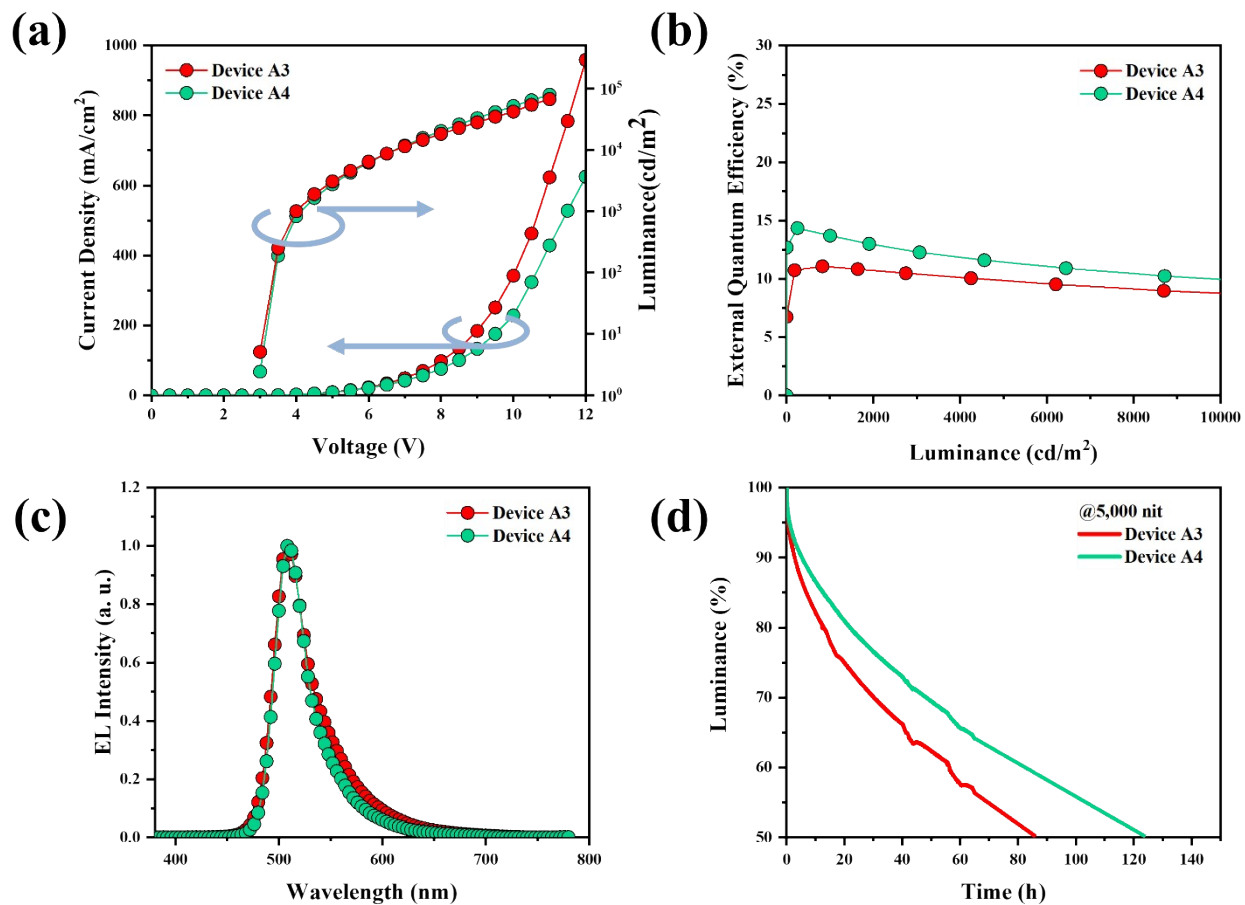 (a)
1000
800
600
400
200
0
Current Density (mA/cm²)
Device A3
Device A4
10⁵
10⁴
10³
10²
10¹
10⁰
Luminance(cd/m²)
0 2 4 6 8 10 12
Voltage (V)
(b)
30
25
20
15
10
5
0
External Quantum Efficiency (%)
Device A3
Device A4
0 2000 4000 6000 8000 10000
Luminance (cd/m²)
(c)
1.2
1.0
0.8
0.6
0.4
0.2
0.0
EL Intensity (a. u.)
Device A3
Device A4
400 500 600 700 800
Wavelength (nm)
(d)
100
90
80
70
60
50
Luminance (%)
@5,000 nit
Device A3
Device A4
0 20 40 60 80 100 120 140
Time (h)